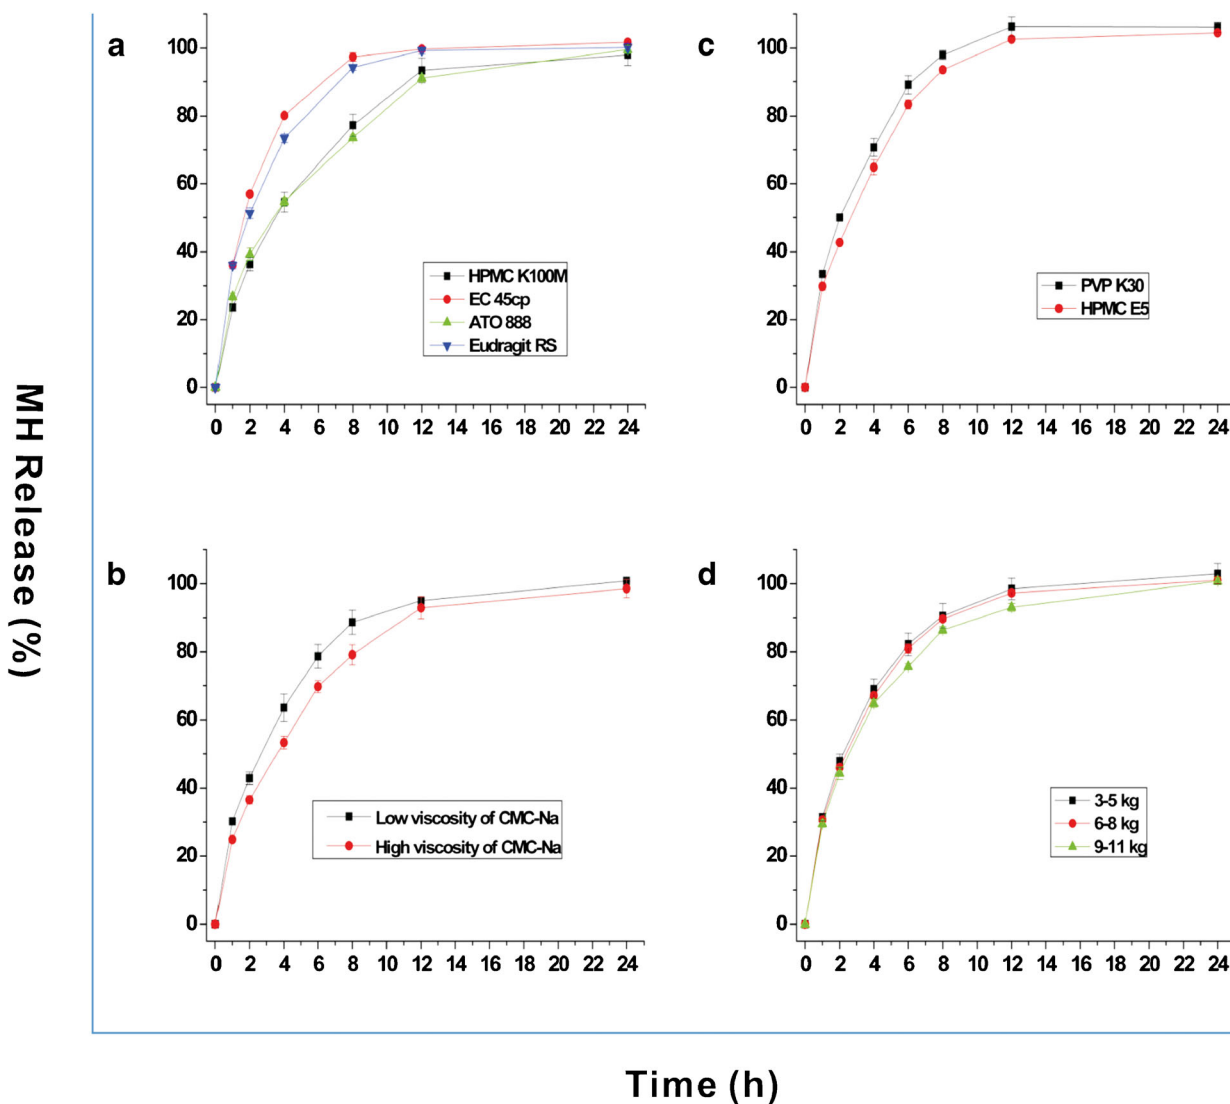 a
100
80
60
40
20
0
0 2 4 6 8 10 12 14 16 18 20 22 24
HPMC K100M
EC 45cp
ATO 888
Eudragit RS
c
100
80
60
40
20
0
0 2 4 6 8 10 12 14 16 18 20 22 24
PVP K30
HPMC E5
MH Release (%)
b
100
80
60
40
20
0
0 2 4 6 8 10 12 14 16 18 20 22 24
Low viscosity of CMC-Na
High viscosity of CMC-Na
d
100
80
60
40
20
0
0 2 4 6 8 10 12 14 16 18 20 22 24
3-5 kg
6-8 kg
9-11 kg
Time (h)